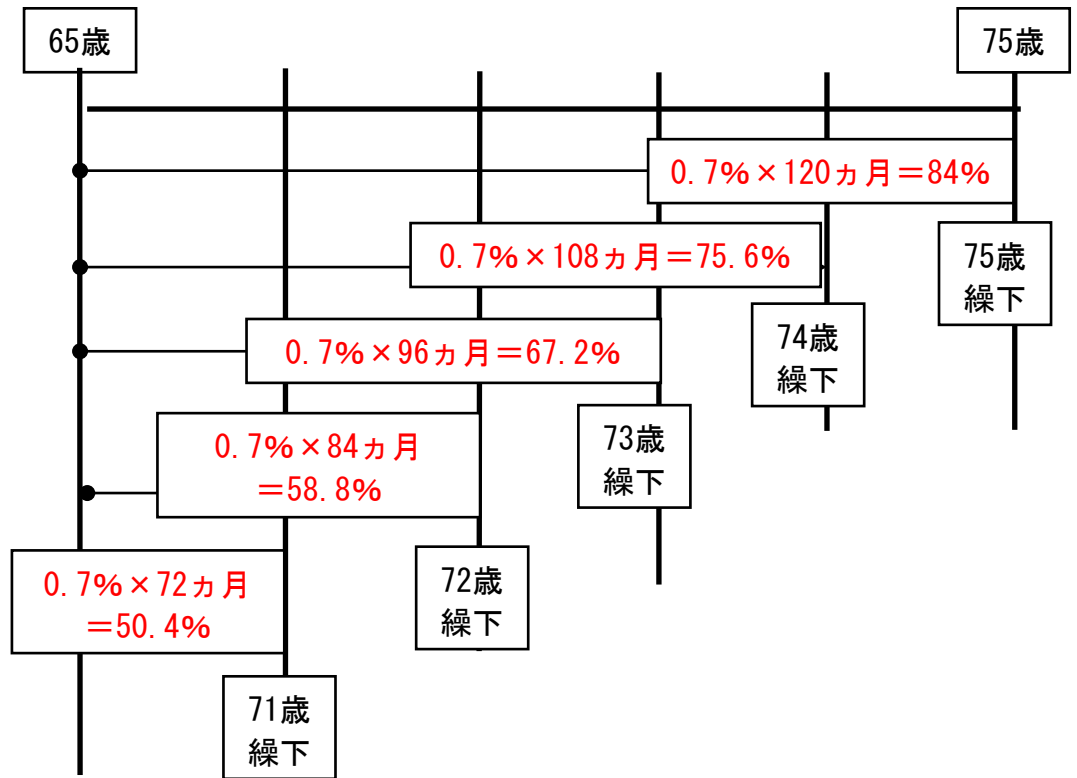 65歳
75歳
0.7%×120ヵ月＝84%
0.7%×108ヵ月＝75.6%
75歳
繰下
0.7%×96ヵ月＝67.2%
74歳
繰下
0.7%×84ヵ月
＝58.8%
73歳
繰下
0.7%×72ヵ月
＝50.4%
72歳
繰下
71歳
繰下